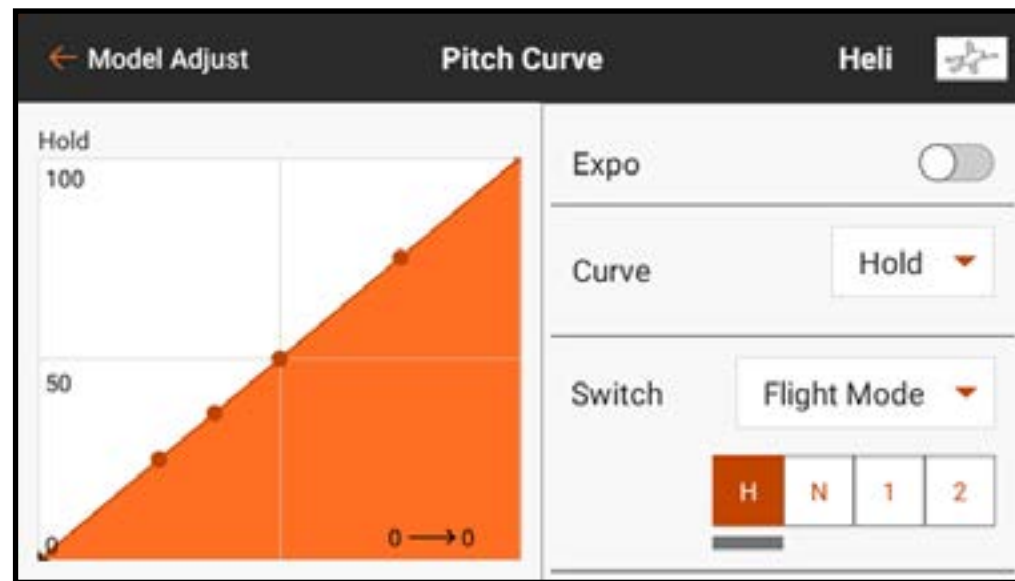 ← Model Adjust Pitch Curve Heli
Hold
100
50
0
0 → 0
Expo
Curve Hold
Switch Flight Mode
H N 1 2